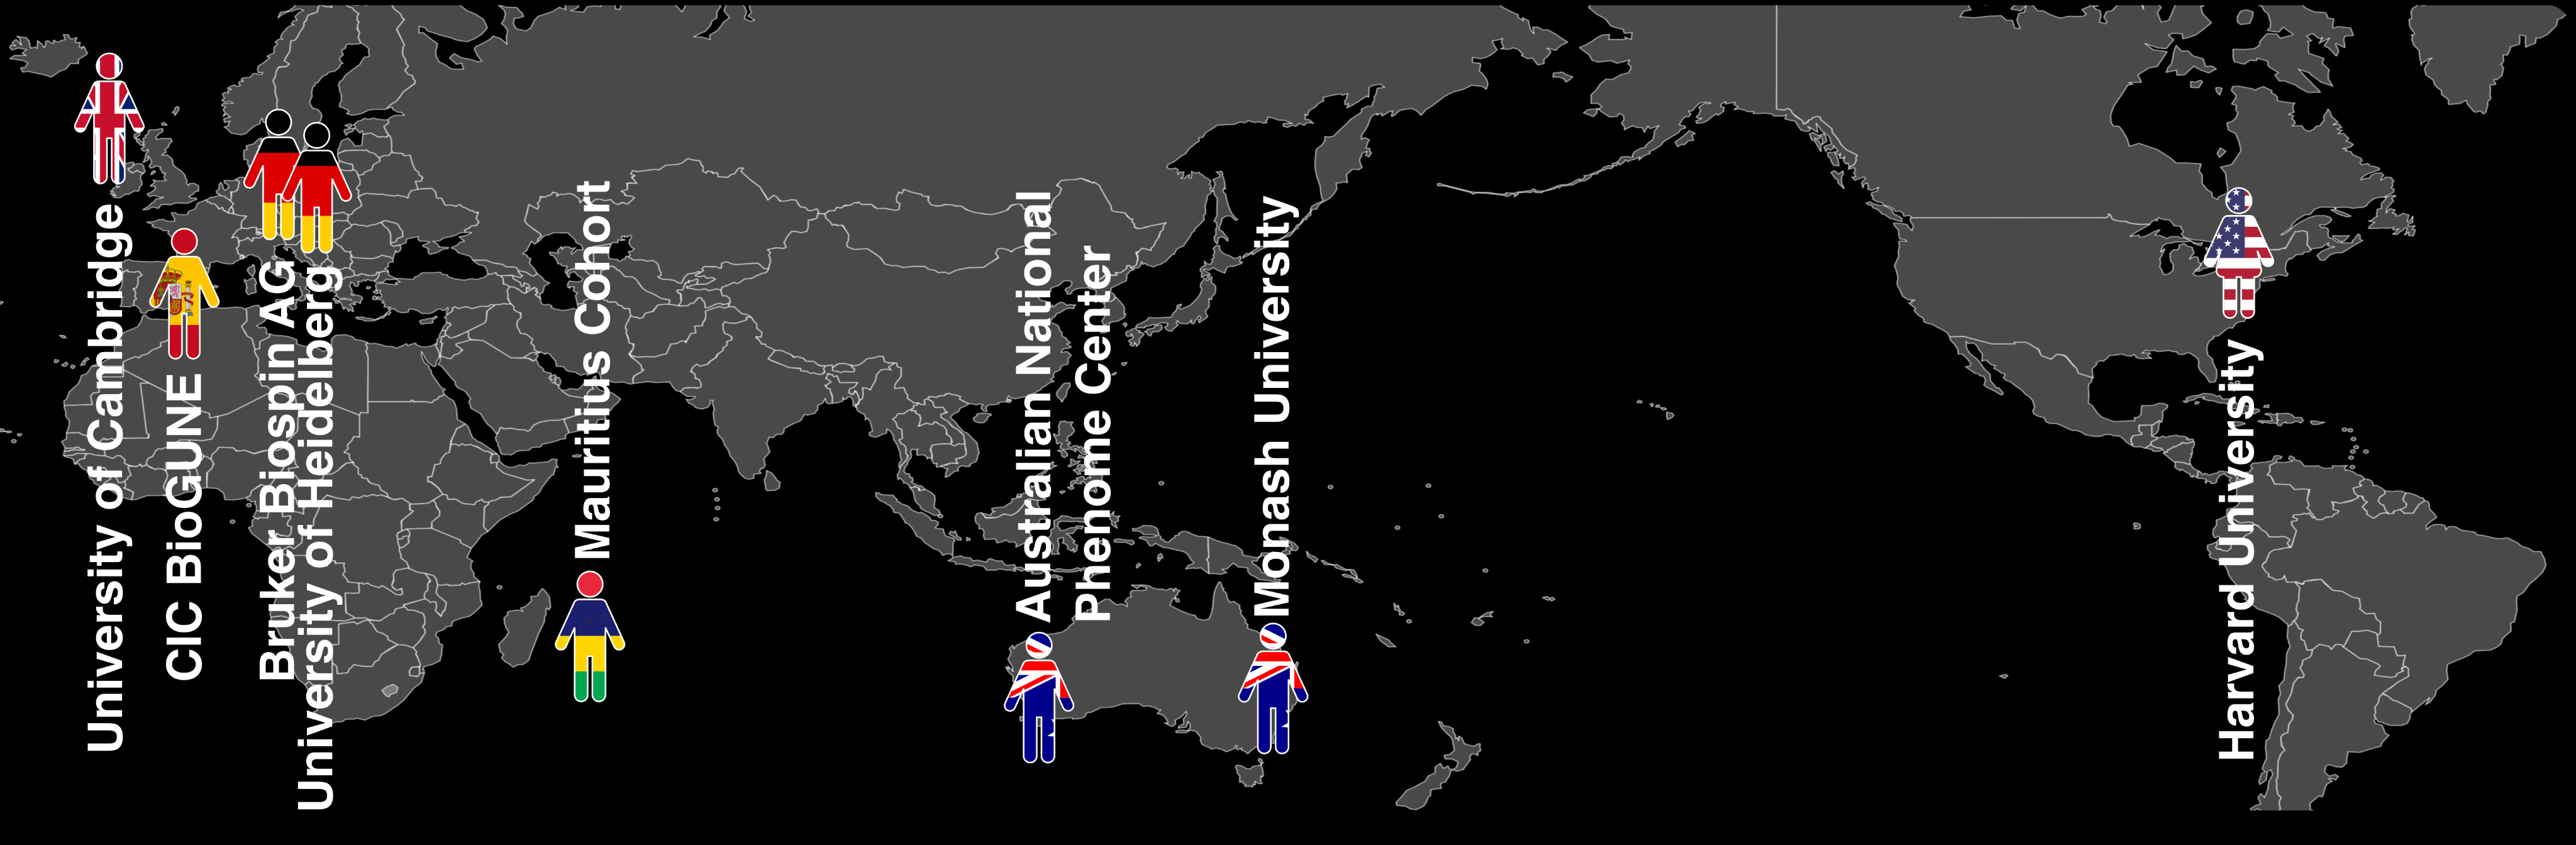 University of Cambridge
CIC BioGUNE
Bruker Biospin AG
University of Heidelberg
Mauritius Cohort
Australian National
Phenome Center
Monash University
Harvard University